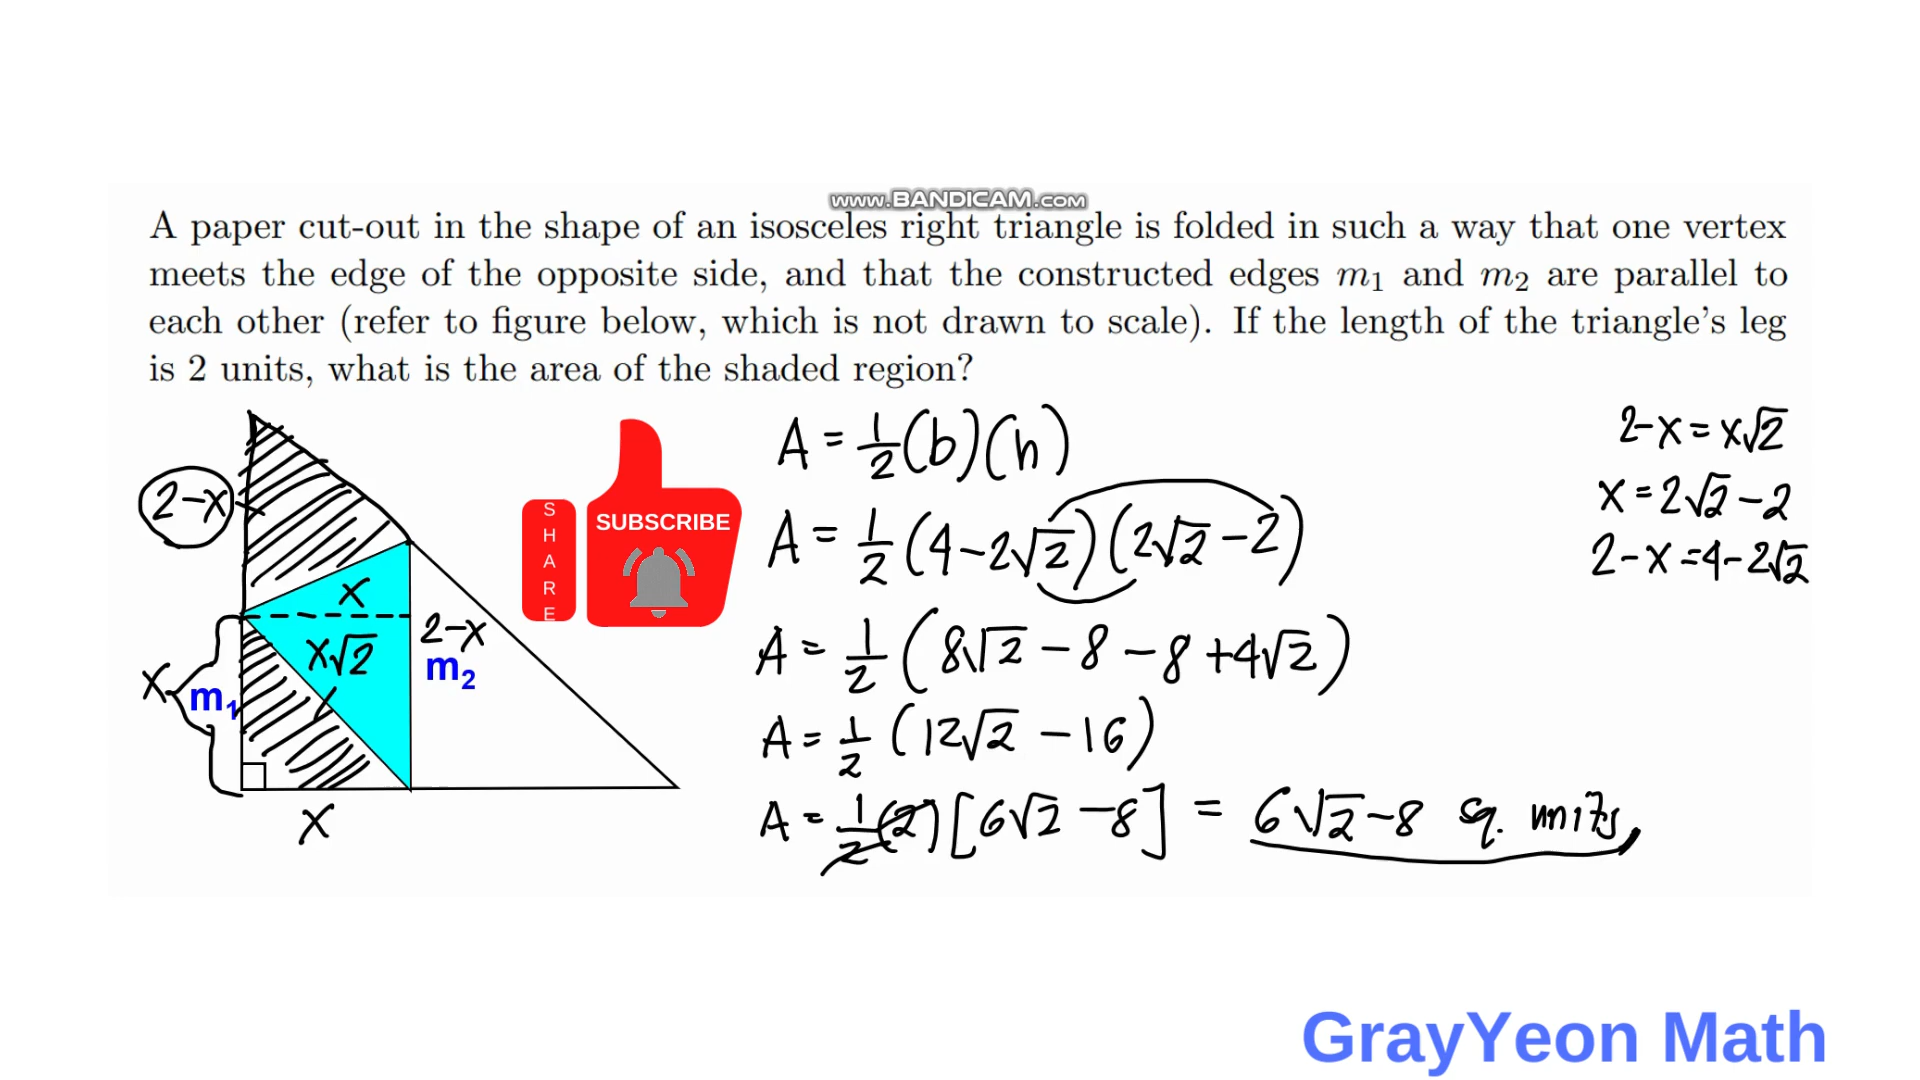 www.BANDICAM.com
A paper cut-out in the shape of an isosceles right triangle is folded in such a way that one vertex
meets the edge of the opposite side, and that the constructed edges m₁ and m₂ are parallel to
each other (refer to figure below, which is not drawn to scale). If the length of the triangle's leg
is 2 units, what is the area of the shaded region?
2-x
x
x√2
2-x
m₂
x
m₁
x
SHARE
SUBSCRIBE
A = 1/2 (b)(h)
A = 1/2 (4-2√2)(2√2-2)
A = 1/2 (8√2 - 8 - 8 + 4√2)
A = 1/2 (12√2 - 16)
A = 1/2 (2) [6√2 - 8] = 6√2 - 8 sq. units,
2-x = x√2
x = 2√2 - 2
2-x = 4-2√2
GrayYeon Math